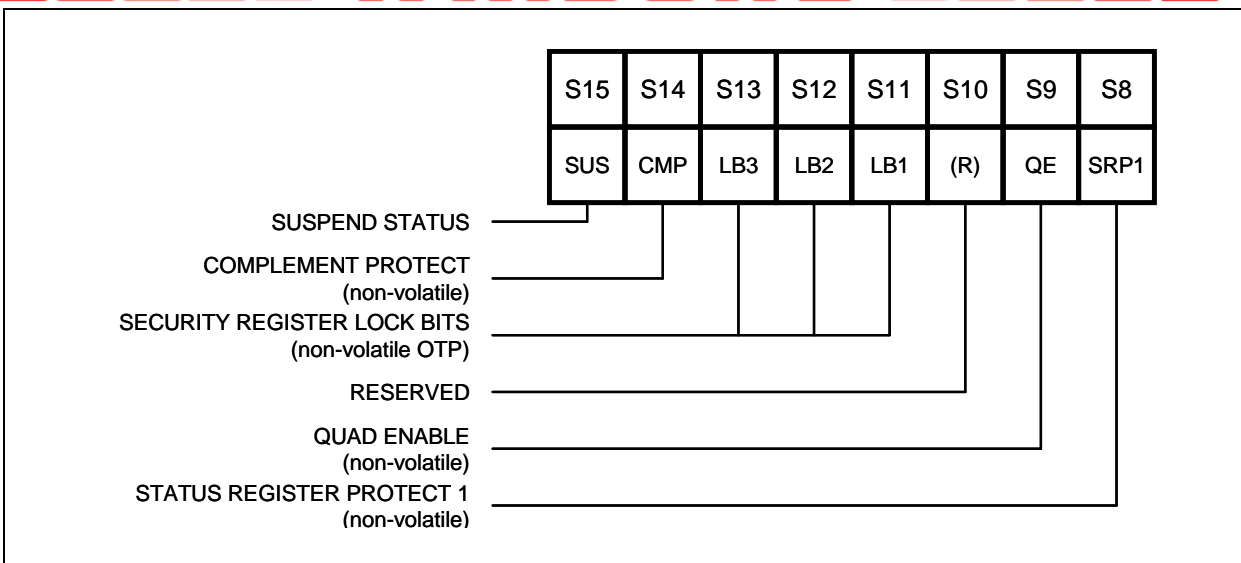 S15 S14 S13 S12 S11 S10 S9 S8
SUS CMP LB3 LB2 LB1 (R) QE SRP1
SUSPEND STATUS
COMPLEMENT PROTECT
(non-volatile)
SECURITY REGISTER LOCK BITS
(non-volatile OTP)
RESERVED
QUAD ENABLE
(non-volatile)
STATUS REGISTER PROTECT 1
(non-volatile)